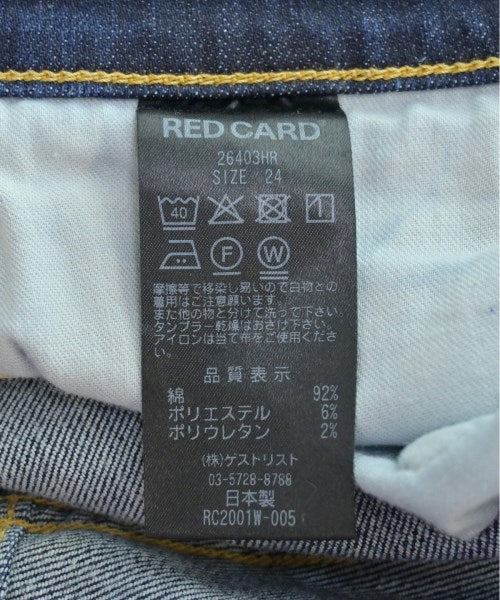 RED CARD®
26403HR
SIZE 24
40
F W
摩擦等で移染し易いので白物との
着用はご注意願います。
また他の物と分けて洗って下さい。
タンブラー乾燥はおさけ下さい。
アイロンは当て布をご使用下さい。
品質表示
綿 92%
ポリエステル 6%
ポリウレタン 2%
(株)ゲストリスト
03-5728-8788
日本製
RC2001W-005